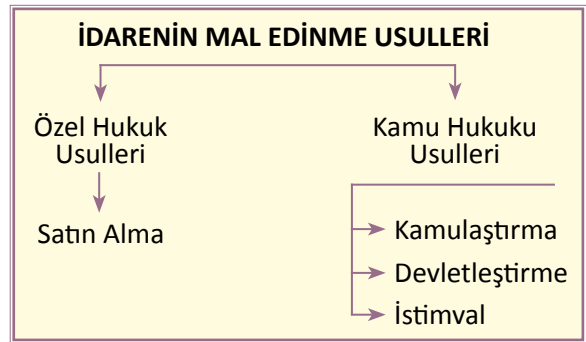 İDARENİN MAL EDİNME USULLERİ
Özel Hukuk
Usulleri
Satın Alma
Kamu Hukuku
Usulleri
Kamulaştırma
Devletleştirme
İstimval